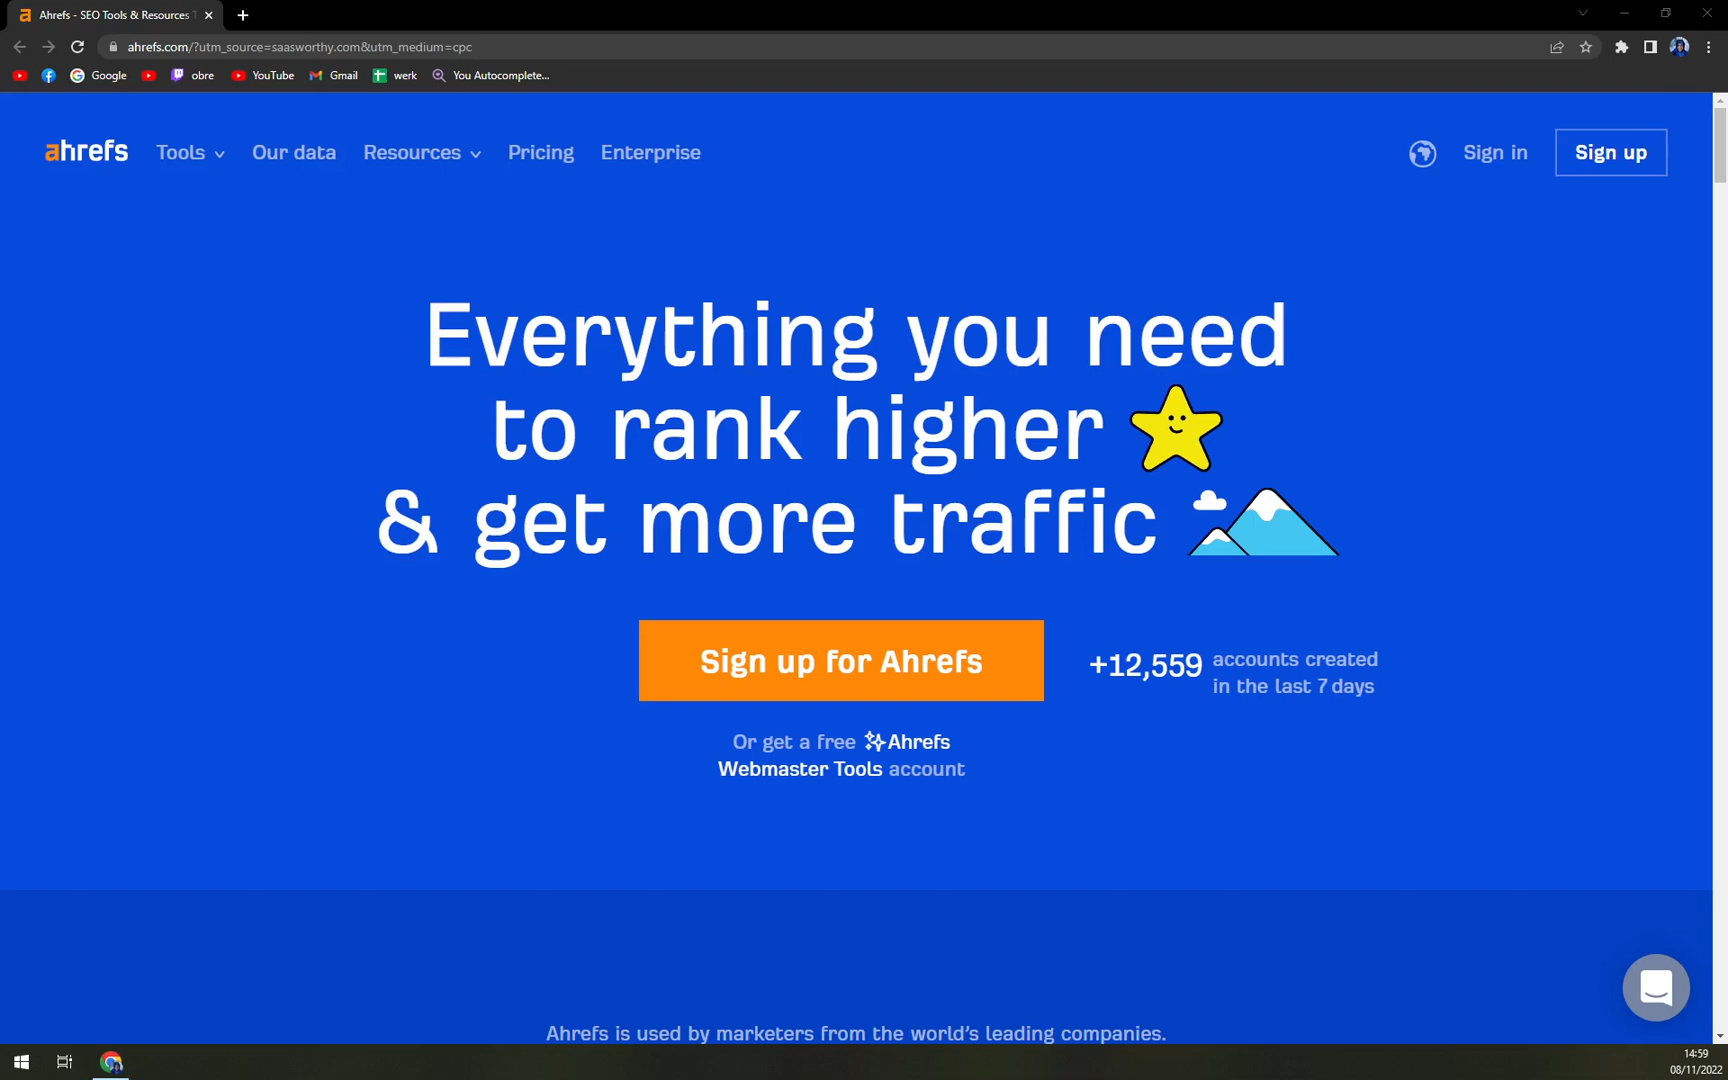 Ahrefs - SEO Tools & Resources T
ahrefs.com/?utm_source=saasworthy.com&utm_medium=cpc
Google
obre
YouTube
Gmail
werk
You Autocomplete...
ahrefs
Tools
Our data
Resources
Pricing
Enterprise
Sign in
Sign up
Everything you need
to rank higher
& get more traffic
Sign up for Ahrefs
+12,559
accounts created
in the last 7 days
Or get a free Ahrefs
Webmaster Tools account
Ahrefs is used by marketers from the world's leading companies.
14:59
08/11/2022